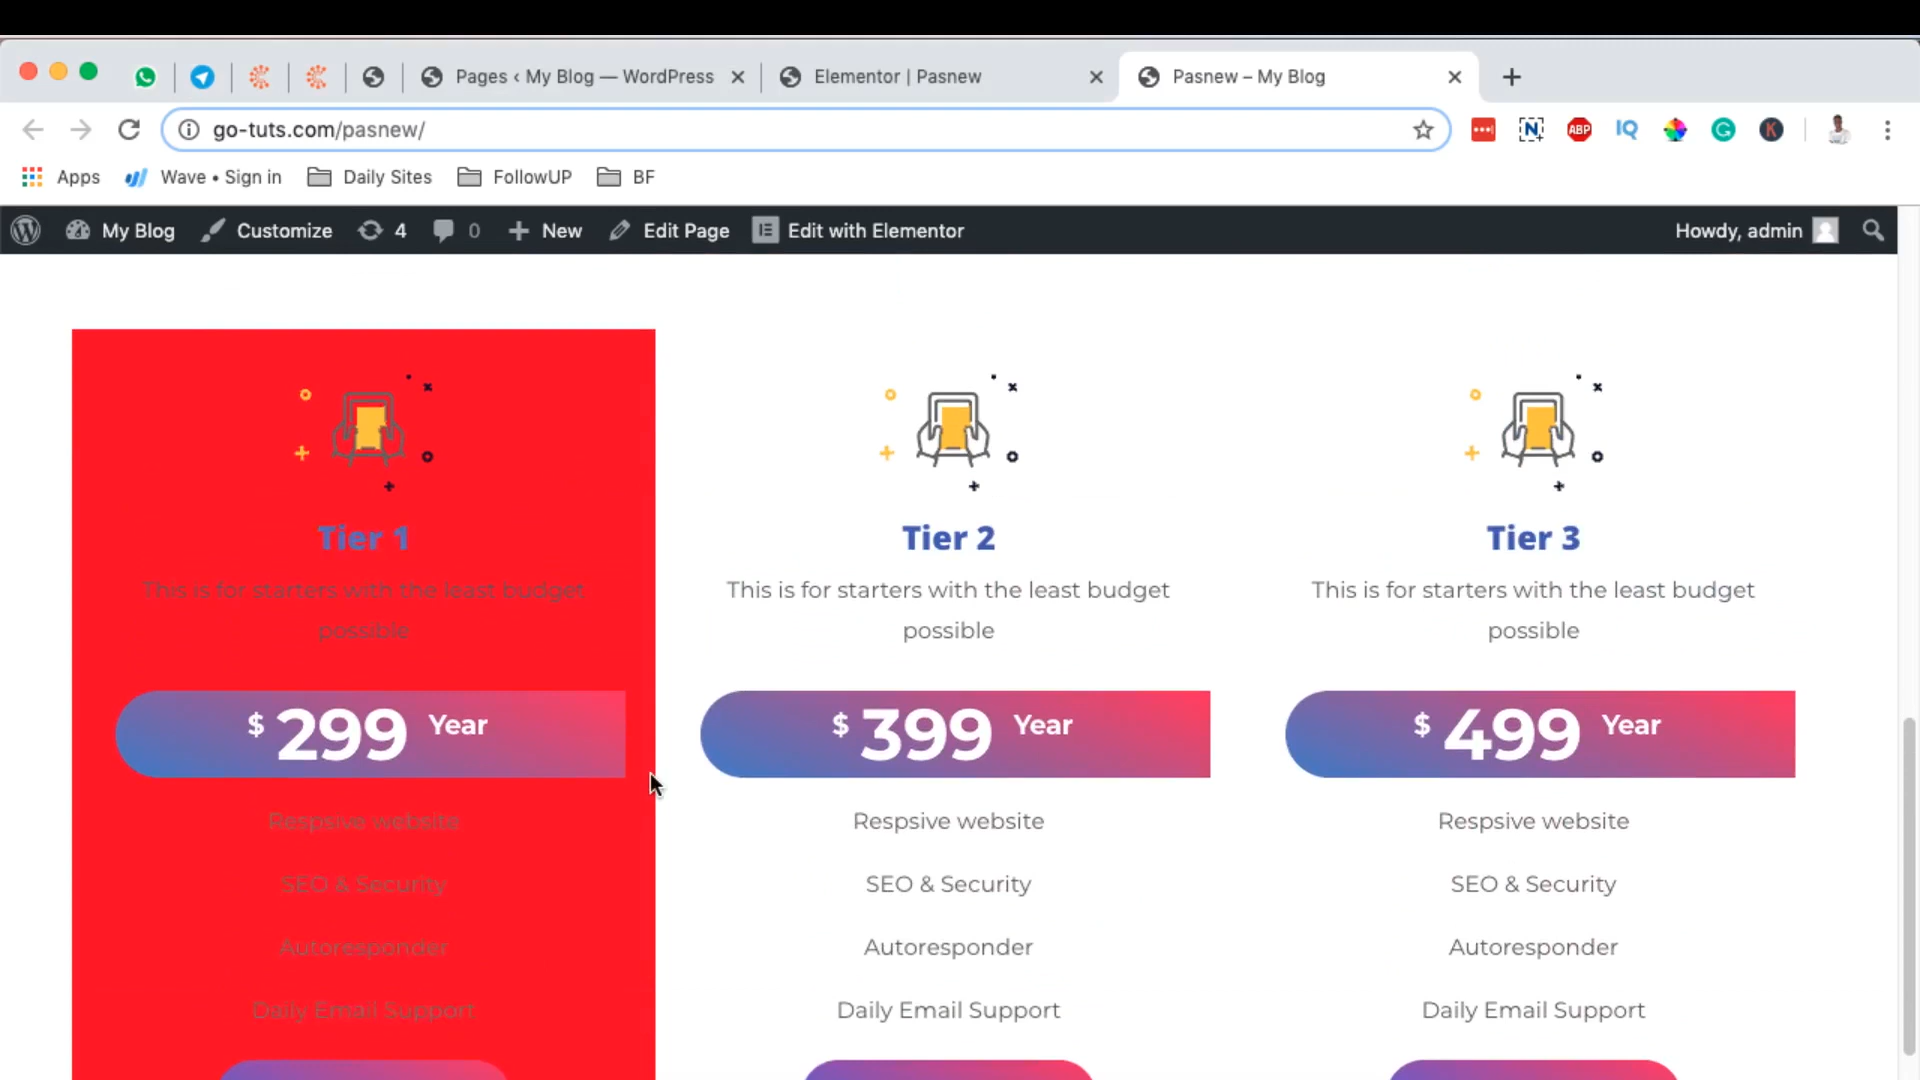 Pages ‹ My Blog — WordPress
Elementor | Pasnew
Pasnew – My Blog
go-tuts.com/pasnew/
ABP
IQ
N
G
K
Apps
Wave • Sign in
Daily Sites
FollowUP
BF
My Blog
Customize
4
0
New
Edit Page
Edit with Elementor
Howdy, admin
Tier 1
This is for starters with the least budget
possible
$ 299 Year
Respsive website
SEO & Security
Autoresponder
Daily Email Support
Tier 2
This is for starters with the least budget
possible
$ 399 Year
Respsive website
SEO & Security
Autoresponder
Daily Email Support
Tier 3
This is for starters with the least budget
possible
$ 499 Year
Respsive website
SEO & Security
Autoresponder
Daily Email Support